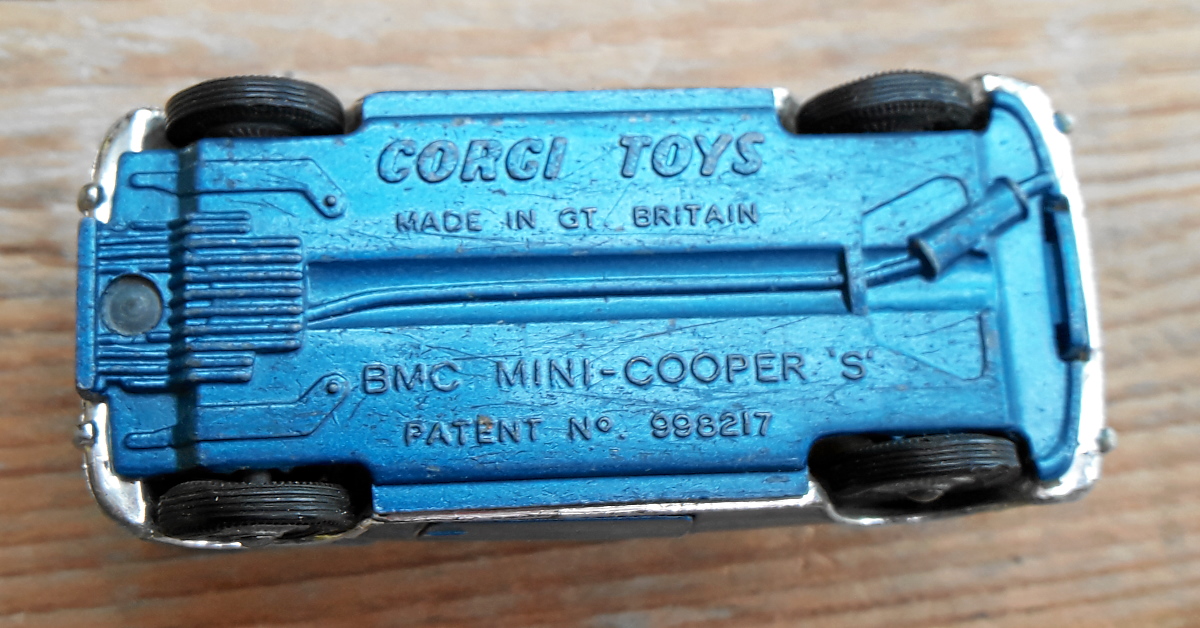 CORGI TOYS
MADE IN GT. BRITAIN
BMC MINI-COOPER 'S'
PATENT No. 998217